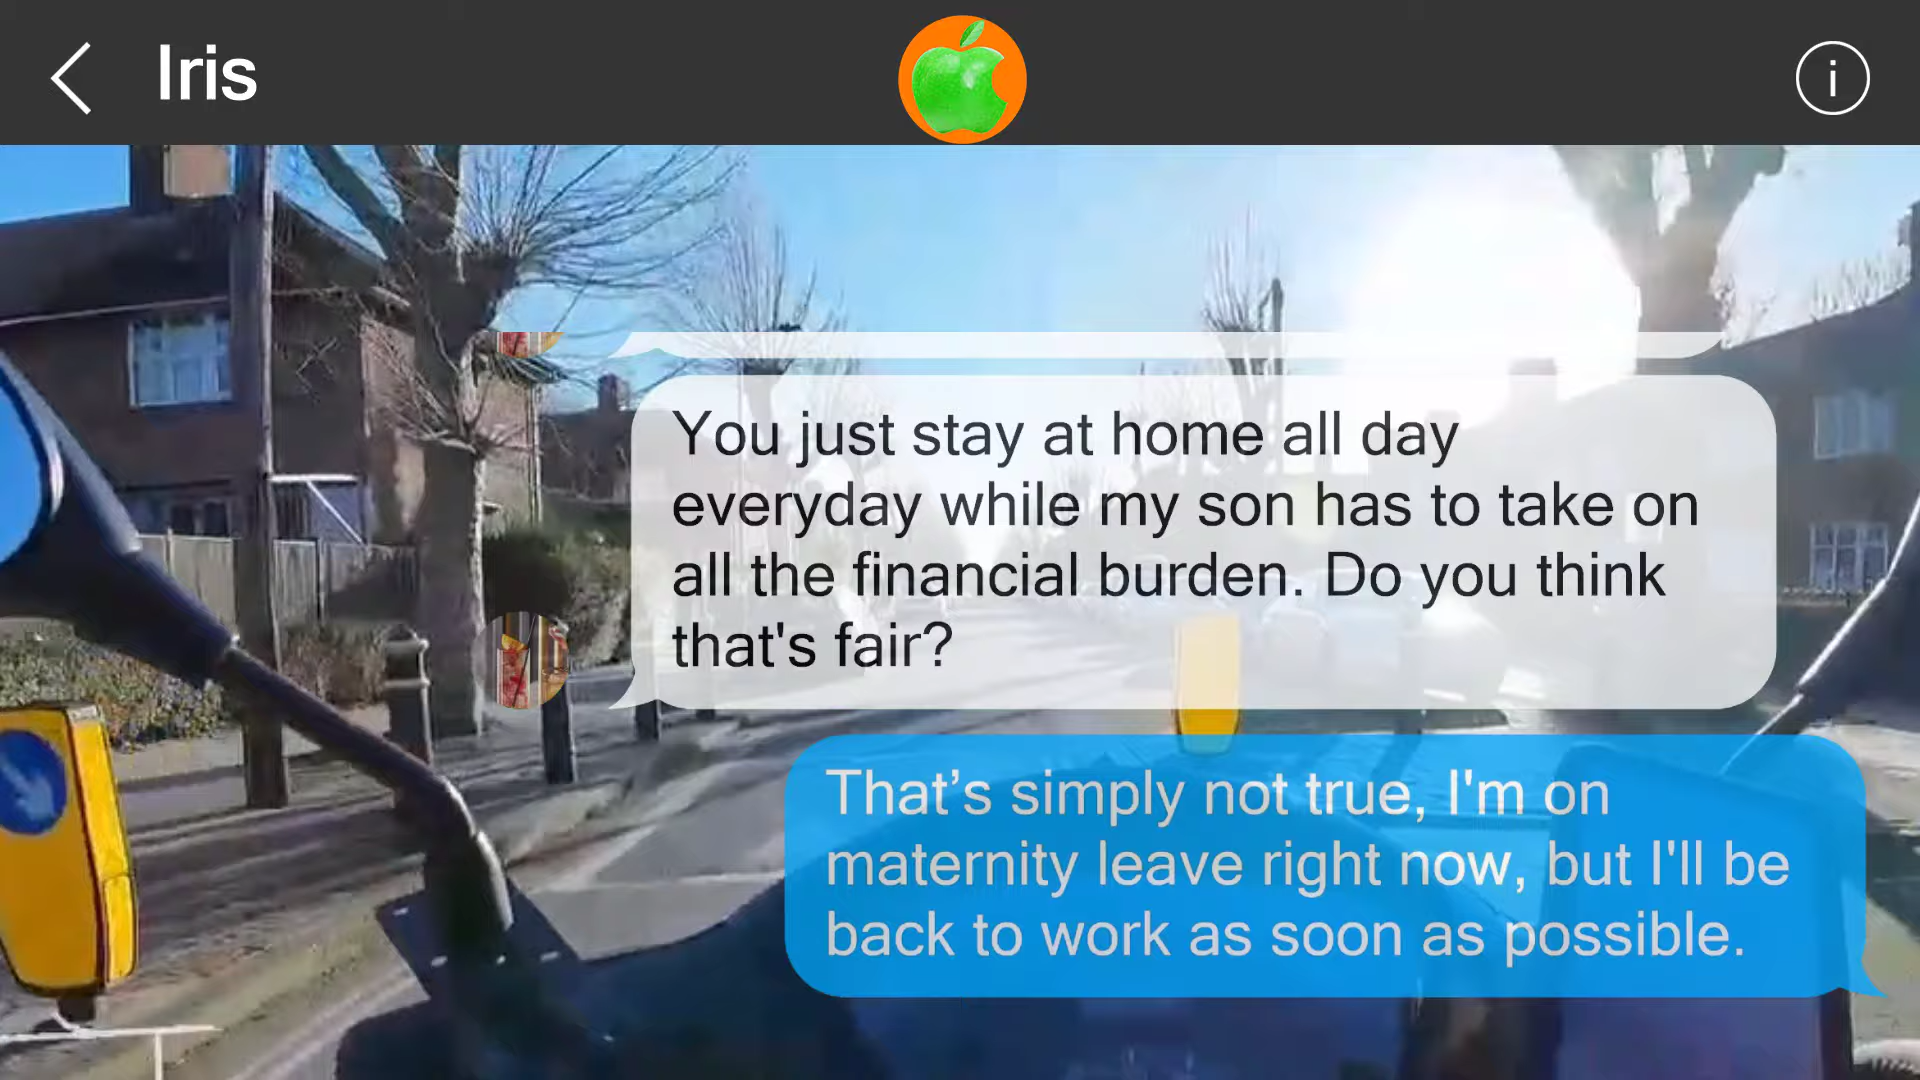 Iris
i
You just stay at home all day
everyday while my son has to take on
all the financial burden. Do you think
that's fair?
That’s simply not true, I'm on
maternity leave right now, but I'll be
back to work as soon as possible.